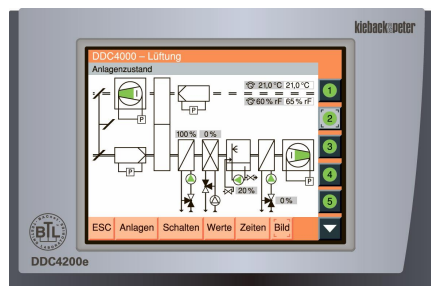 kieback&peter
DDC4000 – Lüftung
Anlagenzustand
21,0°C 21,0°C
60% rF 65% rF
1
2
3
4
5
P
P
P
P
100% 0%
20%
0%
ESC Anlagen Schalten Werte Zeiten Bild
BTL
DDC4200e